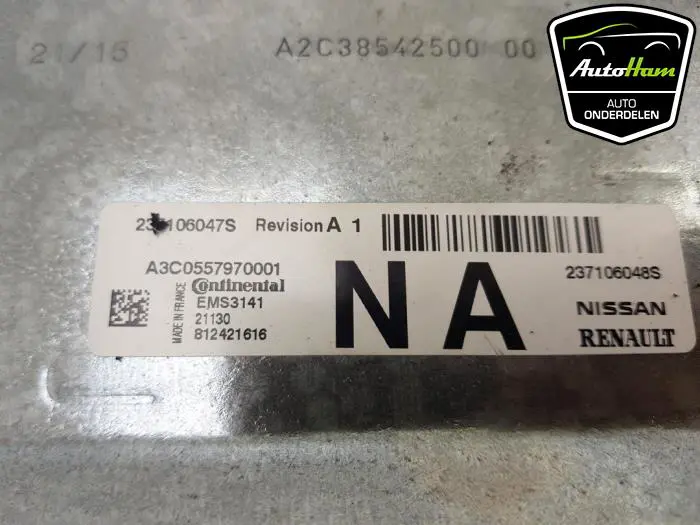 21/15 A2C38542500 00
AutoHam
AUTO
ONDERDELEN
106047S Revision A 1
A3C0557970001
Continental
EMS3141
21130
812421616
MADE IN FRANCE
NA
237106048S
NISSAN
RENAULT